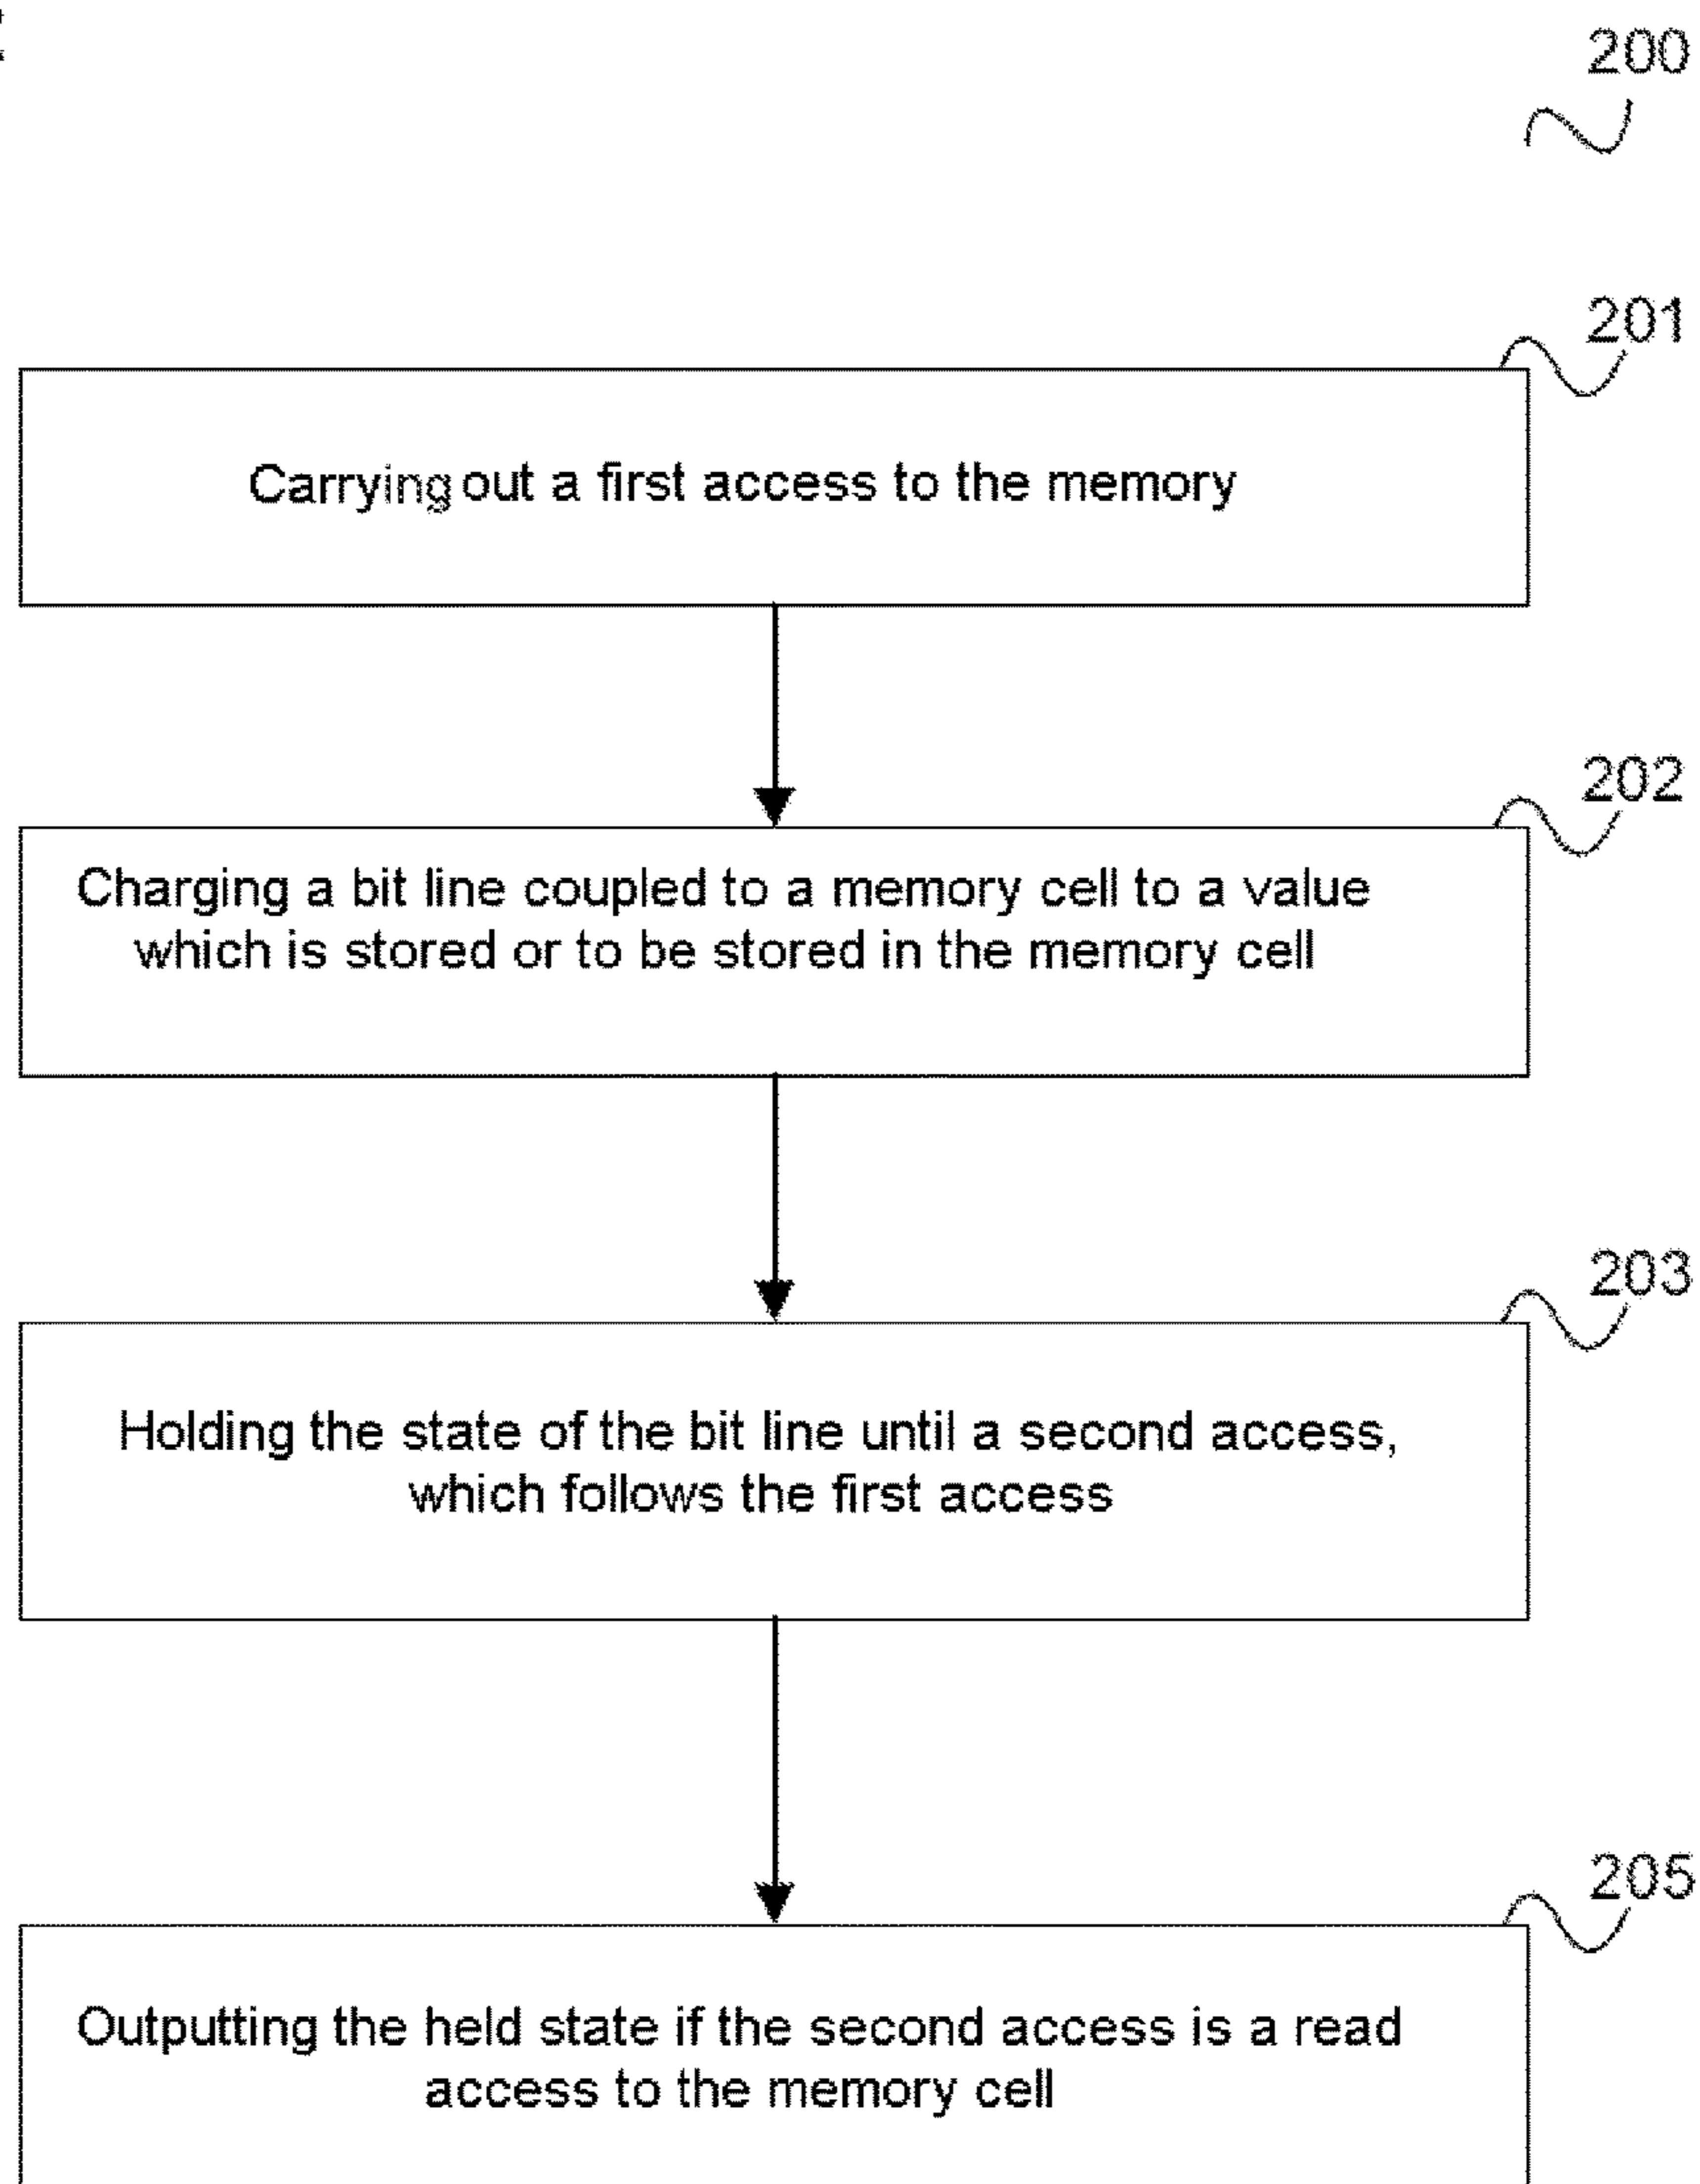 200
201
Carrying out a first access to the memory
202
Charging a bit line coupled to a memory cell to a value
which is stored or to be stored in the memory cell
203
Holding the state of the bit line until a second access,
which follows the first access
205
Outputting the held state if the second access is a read
access to the memory cell